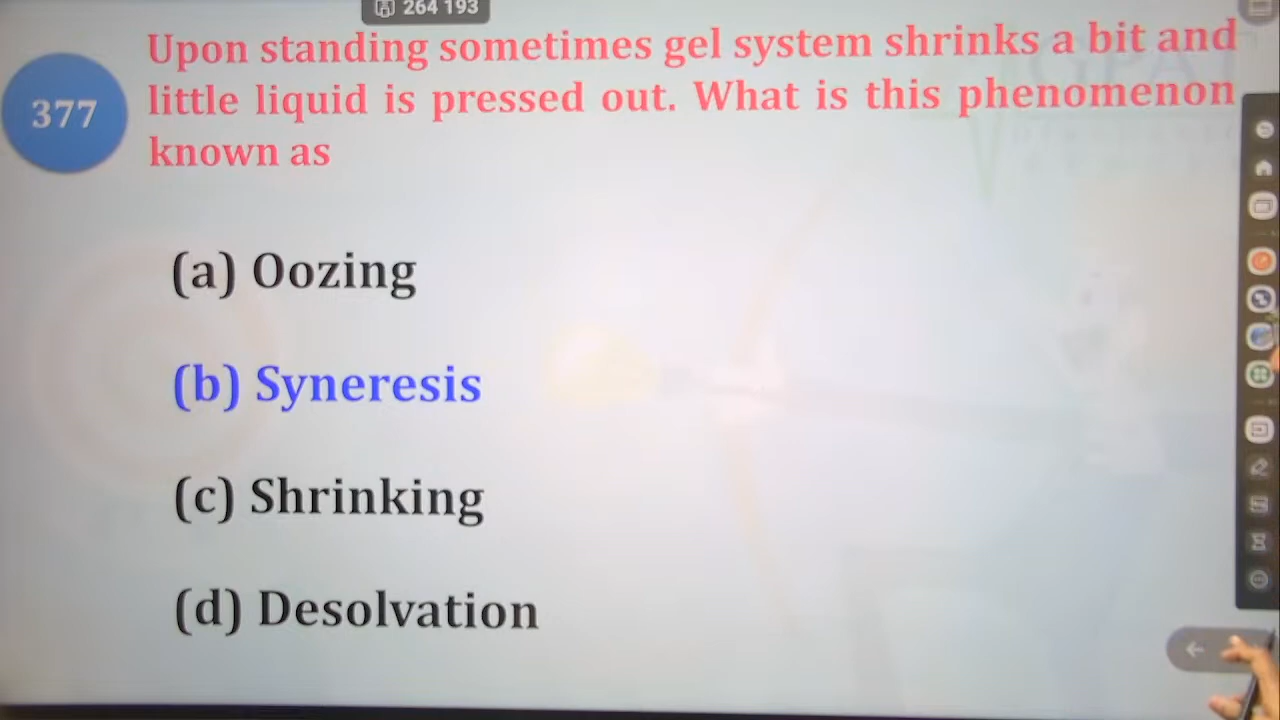 264 193
Upon standing sometimes gel system shrinks a bit and
377
little liquid is pressed out. What is this phenomenon
known as
(a) Oozing
(b) Syneresis
(c) Shrinking
(d) Desolvation